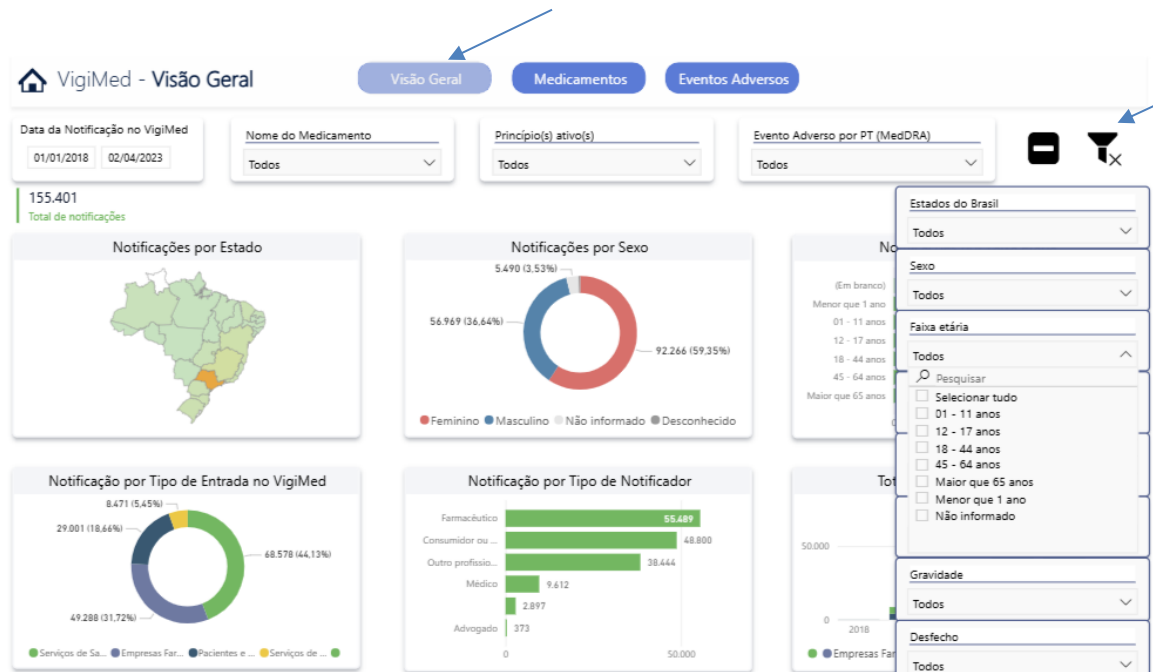 VigiMed - Visão Geral
Visão Geral
Medicamentos
Eventos Adversos
Data da Notificação no VigiMed
01/01/2018 02/04/2023
Nome do Medicamento
Todos
Princípio(s) ativo(s)
Todos
Evento Adverso por PT (MedDRA)
Todos
155.401
Total de notificações
Notificações por Estado
Notificações por Sexo
5.490 (3,53%)
56.969 (36,64%)
92.266 (59,35%)
Feminino Masculino Não informado Desconhecido
No
(Em branco)
Menor que 1 ano
01 - 11 anos
12 - 17 anos
18 - 44 anos
45 - 64 anos
Maior que 65 anos
Estados do Brasil
Todos
Sexo
Todos
Faixa etária
Todos
Pesquisar
Selecionar tudo
01 - 11 anos
12 - 17 anos
18 - 44 anos
45 - 64 anos
Maior que 65 anos
Menor que 1 ano
Não informado
Gravidade
Todos
Desfecho
Todos
Notificação por Tipo de Entrada no VigiMed
8.471 (5,45%)
29.001 (18,66%)
68.578 (44,13%)
49.288 (31,72%)
Serviços de Sa... Empresas Far... Pacientes e ... Serviços de ...
Notificação por Tipo de Notificador
Farmacêutico 55.489
Consumidor ou ... 48.800
Outro profissio... 38.444
Médico 9.612
2.897
Advogado 373
0 50.000
Tot
50.000
0
2018
Empresas Far